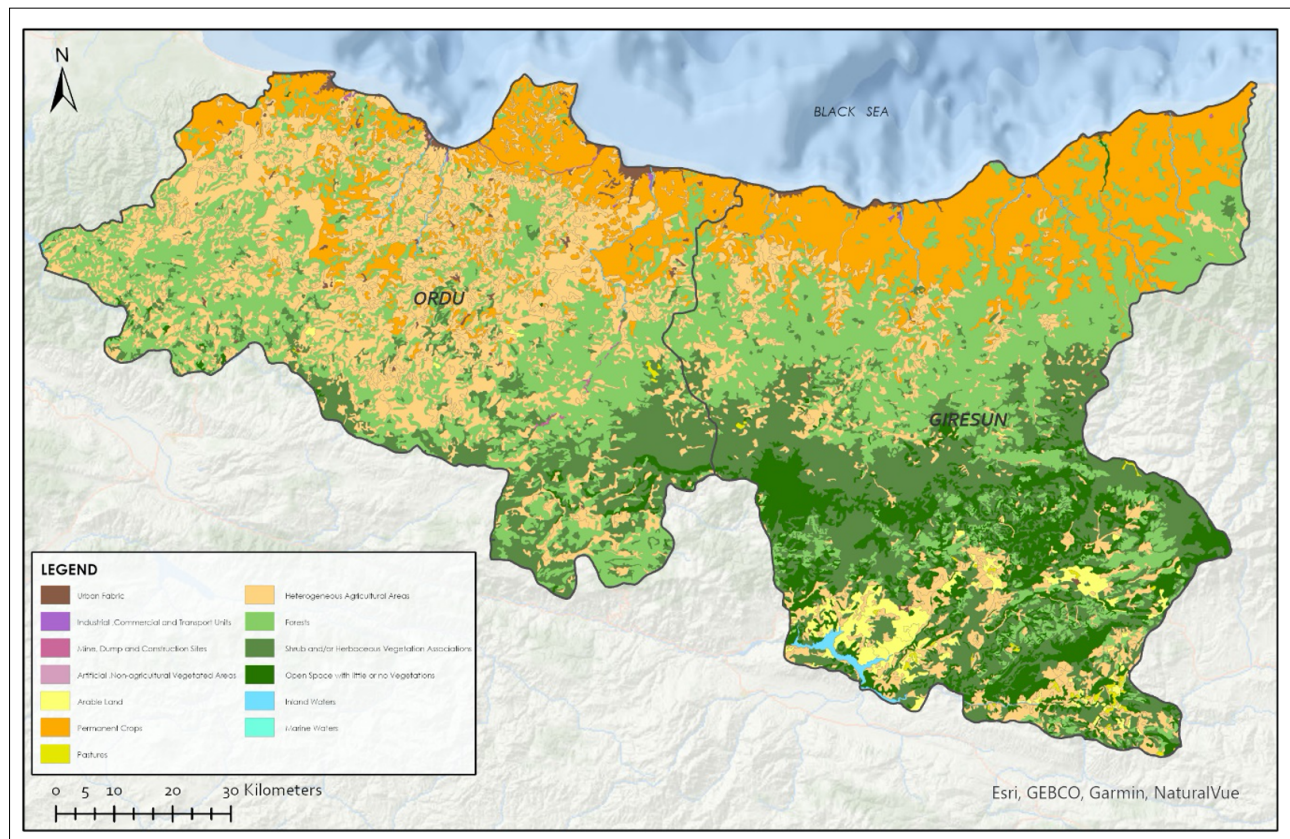 N
BLACK SEA
ORDU
GIRESUN
LEGEND
Urban Fabric
Industrial ,Commercial and Transport Units
Mine, Dump and Construction Sites
Artificial ,Non-agricultural Vegetated Areas
Arable Land
Permanent Crops
Pastures
Heterogeneous Agricultural Areas
Forests
Shrub and/or Herbaceous Vegetation Associations
Open Space with little or no Vegetations
Inland Waters
Marine Waters
0 5 10 20 30 Kilometers
Esri, GEBCO, Garmin, NaturalVue